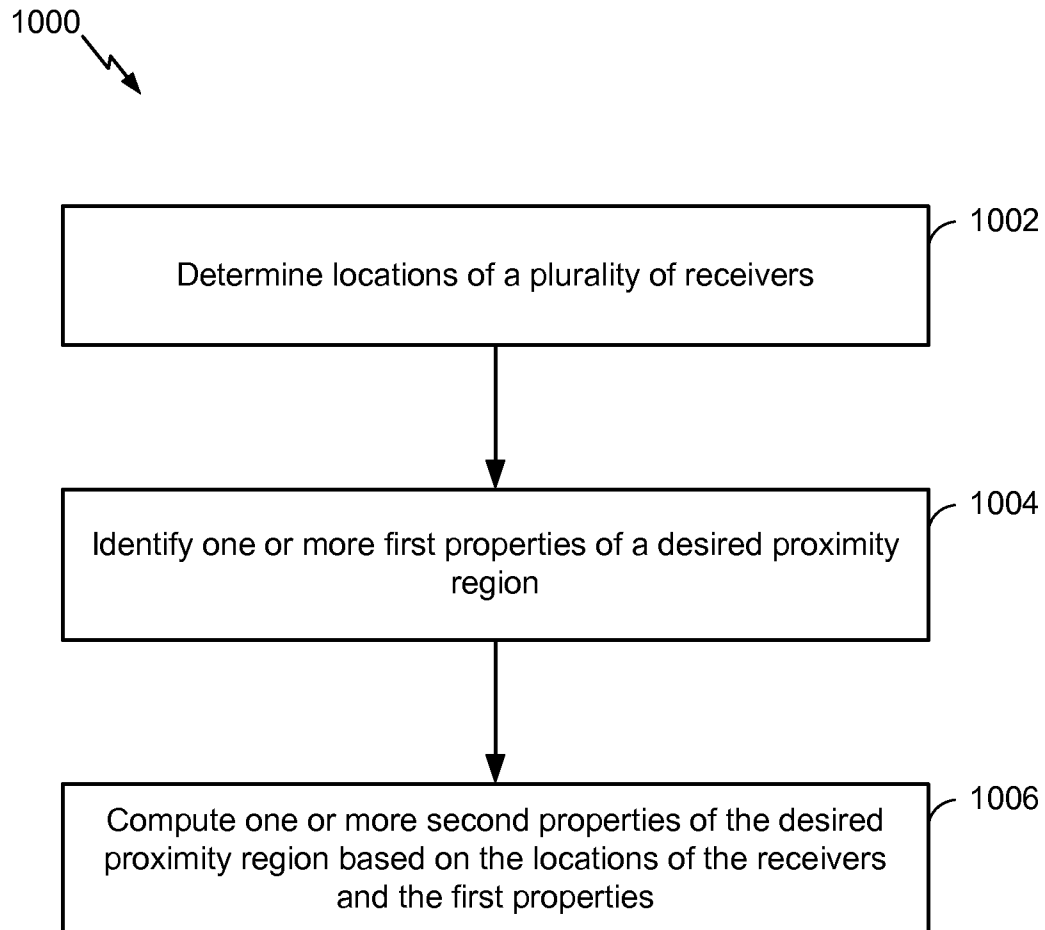 1000
Determine locations of a plurality of receivers
1002
Identify one or more first properties of a desired proximity
region
1004
Compute one or more second properties of the desired
proximity region based on the locations of the receivers
and the first properties
1006